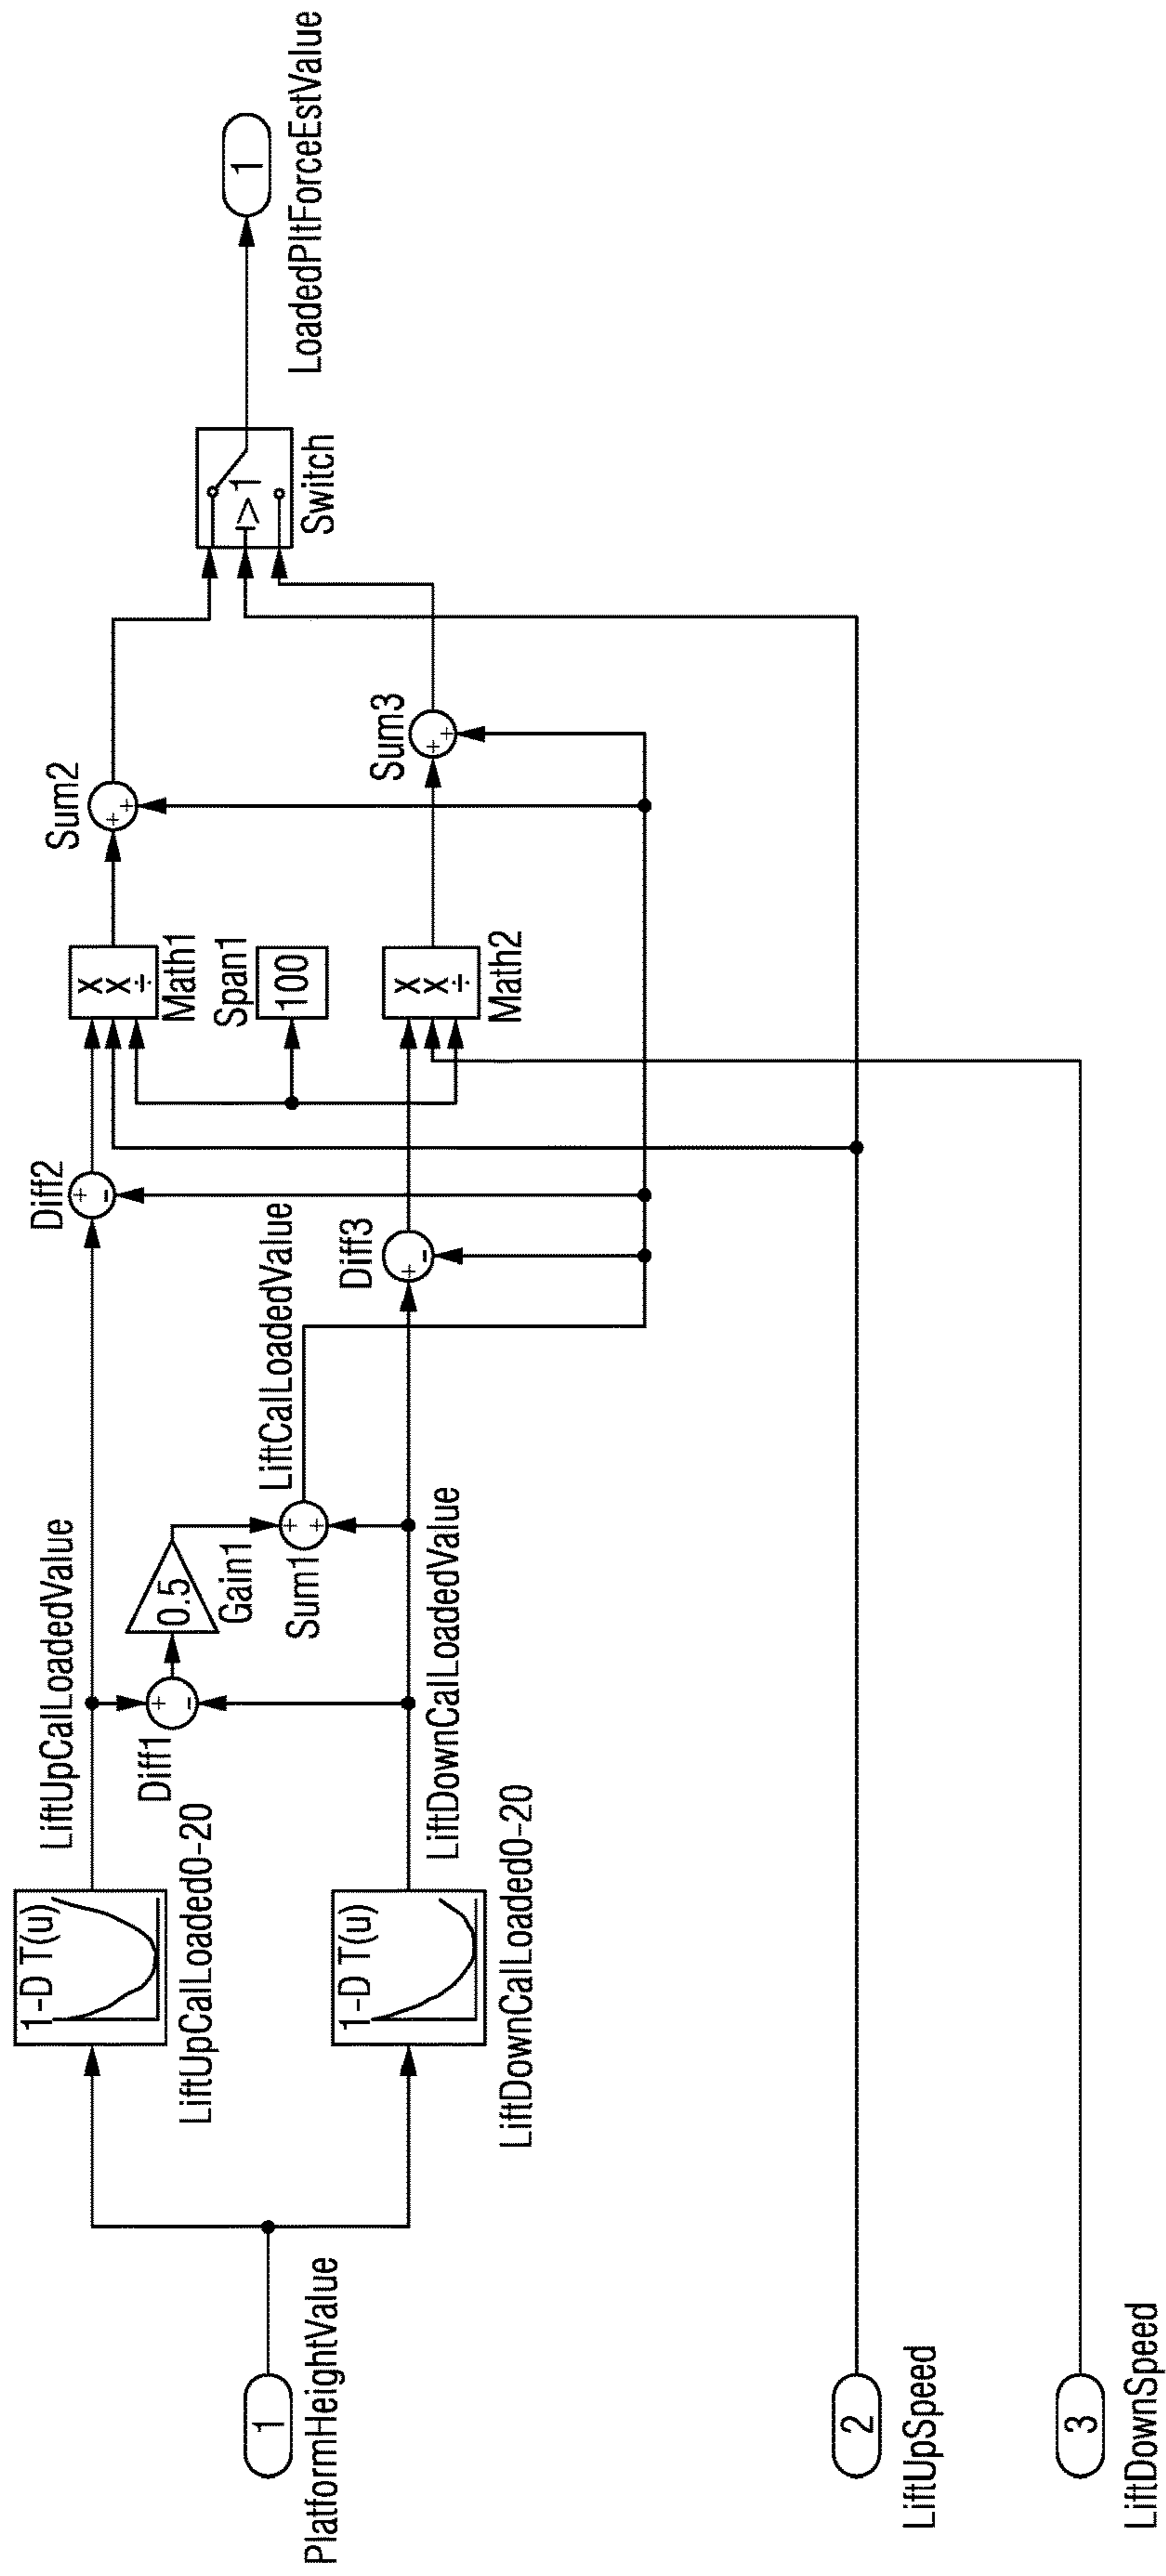 1
PlatformHeightValue
2
LiftUpSpeed
3
LiftDownSpeed
1-D T(u)
LiftUpCalLoaded0-20
1-D T(u)
LiftDownCalLoaded0-20
LiftUpCalLoadedValue
+
-
Diff1
0.5
Gain1
LiftDownCalLoadedValue
+
+
Sum1
LiftCalLoadedValue
+
-
Diff2
+
-
Diff3
X
X
÷
Math1
Span1
100
X
X
÷
Math2
+
+
Sum2
+
+
Sum3
>1
Switch
1
LoadedPltForceEstValue